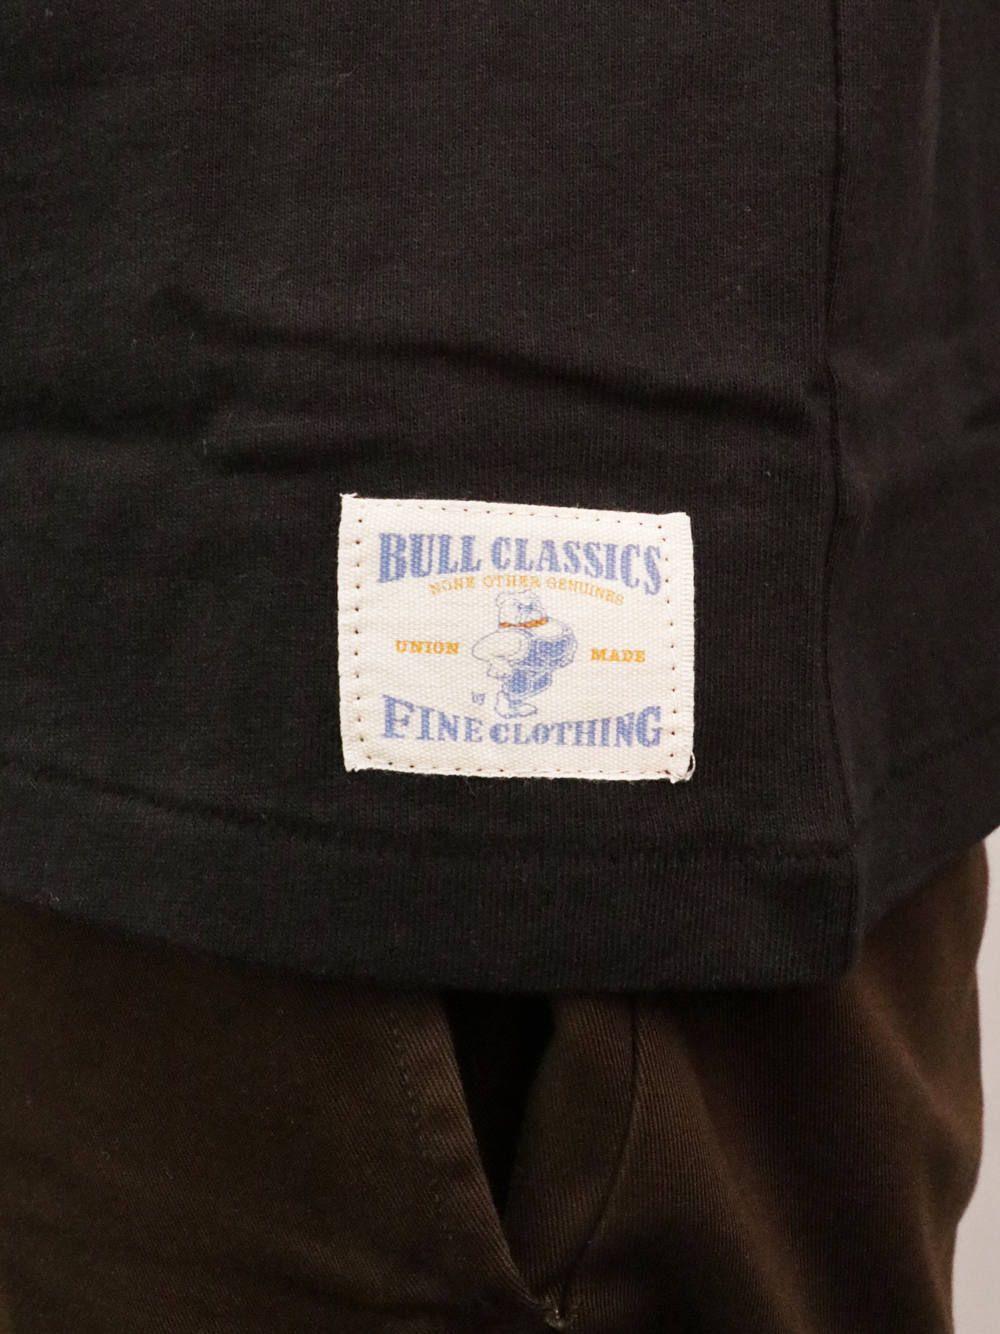 BULL CLASSICS
NONE OTHER GENUINES
UNION MADE
by
FINE CLOTHING